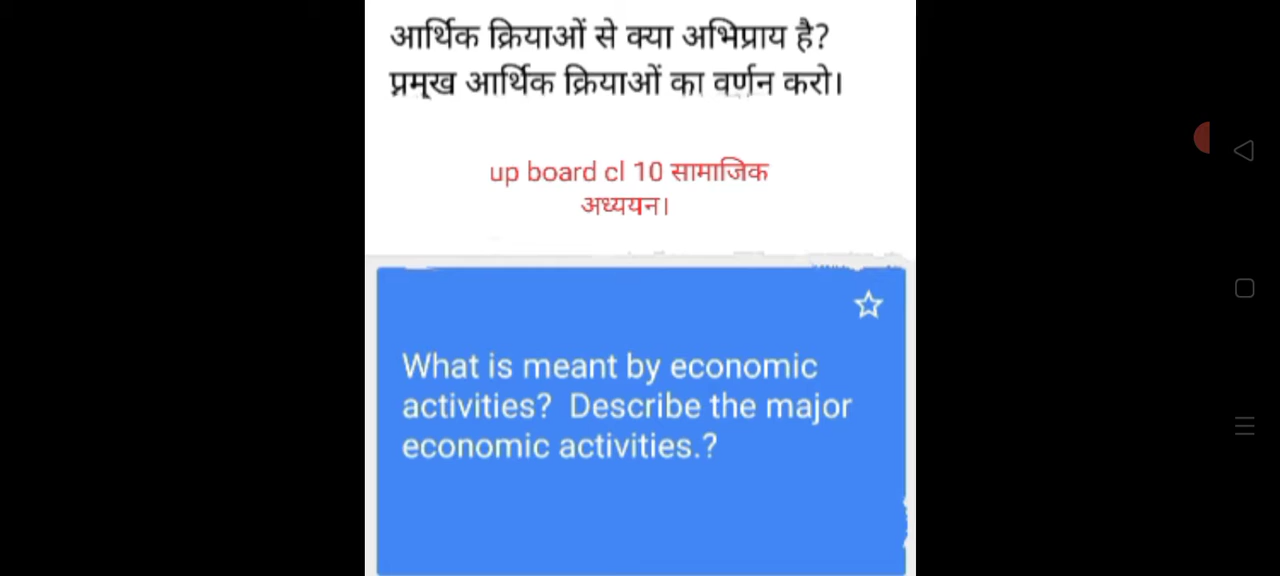 आर्थिक क्रियाओं से क्या अभिप्राय है?
प्रमुख आर्थिक क्रियाओं का वर्णन करो।
up board cl 10 सामाजिक
अध्ययन।
What is meant by economic
activities?  Describe the major
economic activities.?